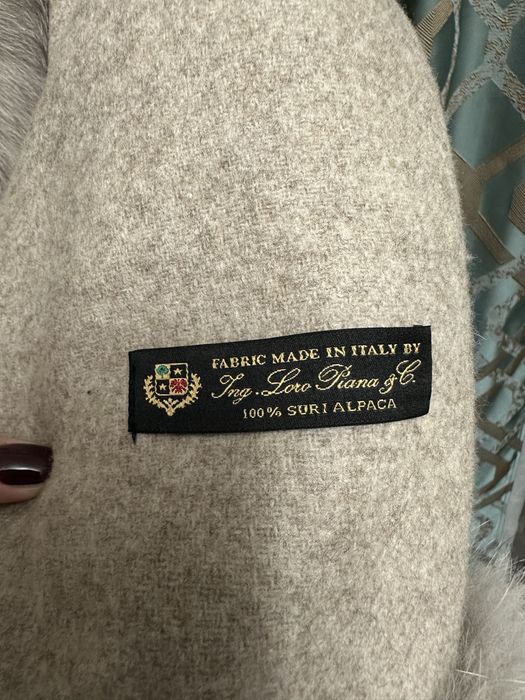 FABRIC MADE IN ITALY BY
Ing. Loro Piana & C.
100% SURI ALPACA